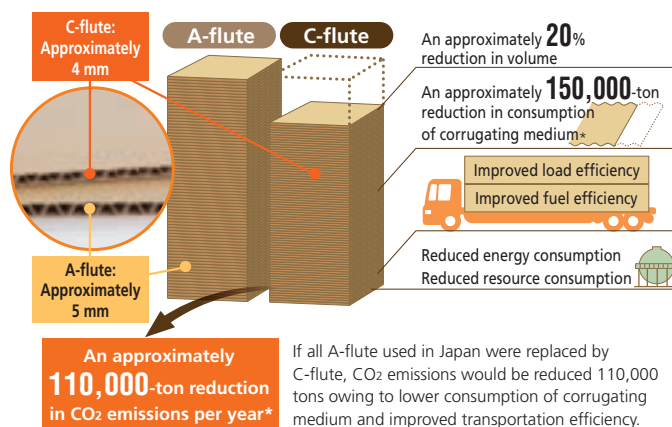 C-flute:
Approximately
4 mm
A-flute
C-flute
An approximately 20%
reduction in volume
An approximately 150,000-ton
reduction in consumption
of corrugating medium*
Improved load efficiency
Improved fuel efficiency
A-flute:
Approximately
5 mm
Reduced energy consumption
Reduced resource consumption
An approximately
110,000-ton reduction
in CO2 emissions per year*
If all A-flute used in Japan were replaced by
C-flute, CO2 emissions would be reduced 110,000
tons owing to lower consumption of corrugating
medium and improved transportation efficiency.